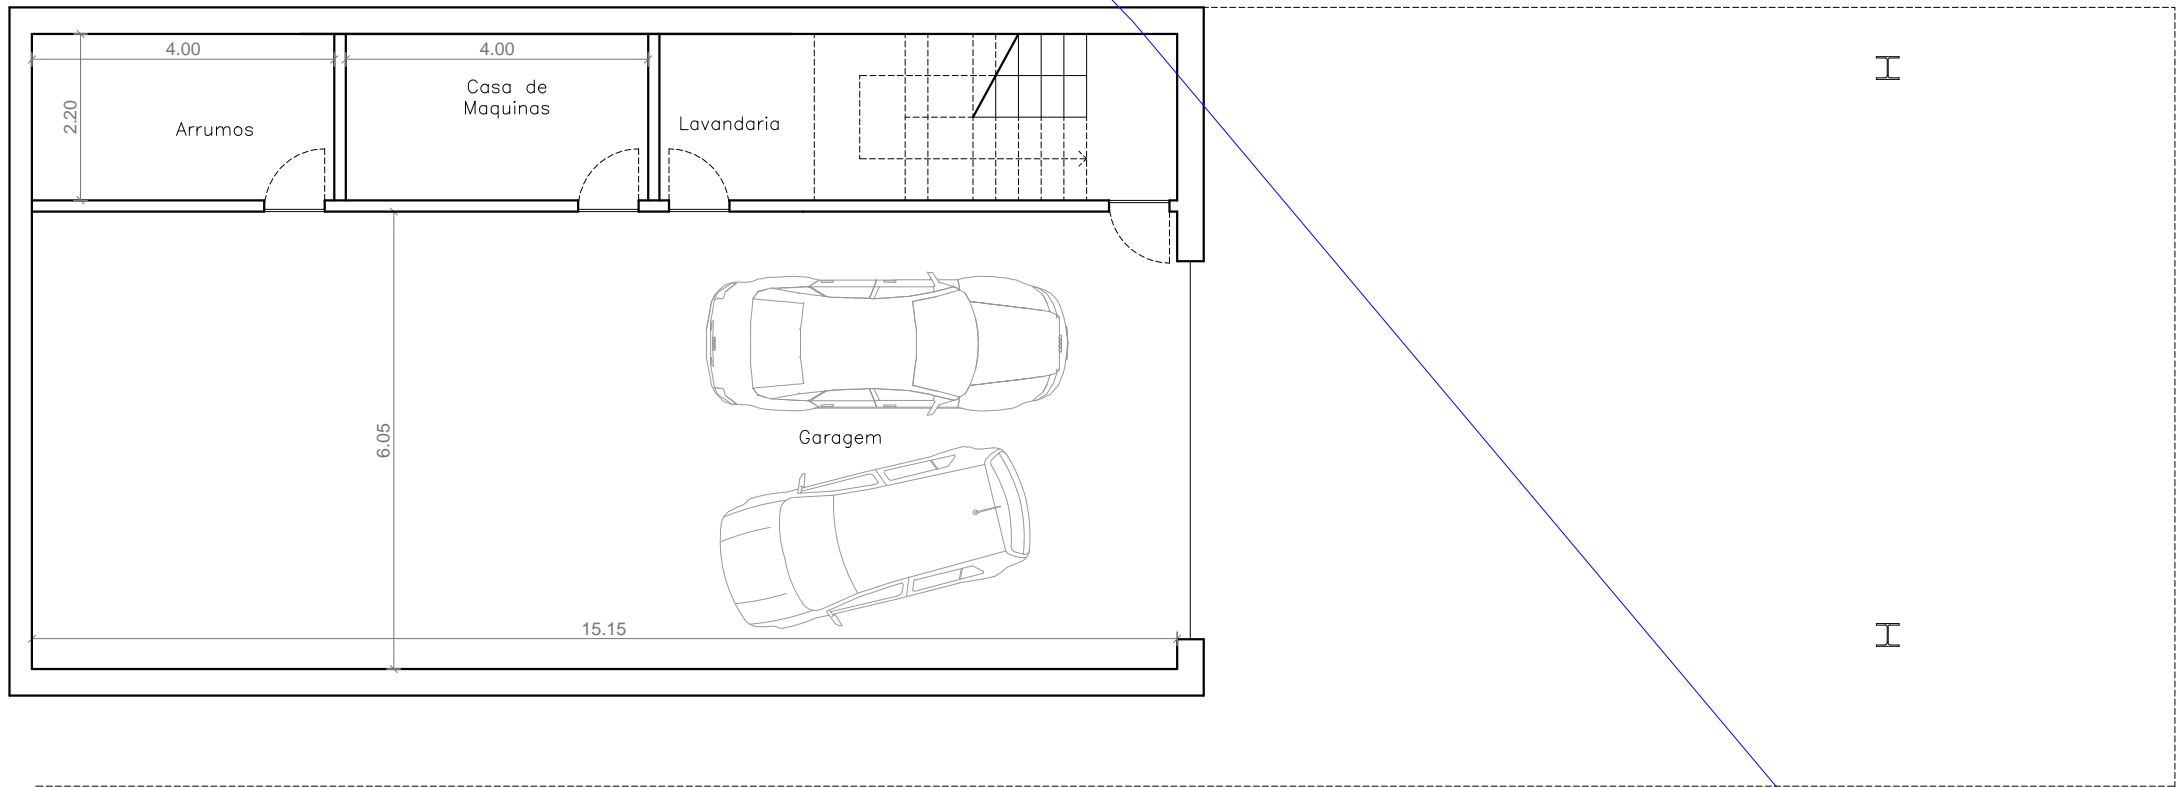 4.00
4.00
2.20
Casa de
Maquinas
Arrumos
Lavandaria
6.05
Garagem
15.15